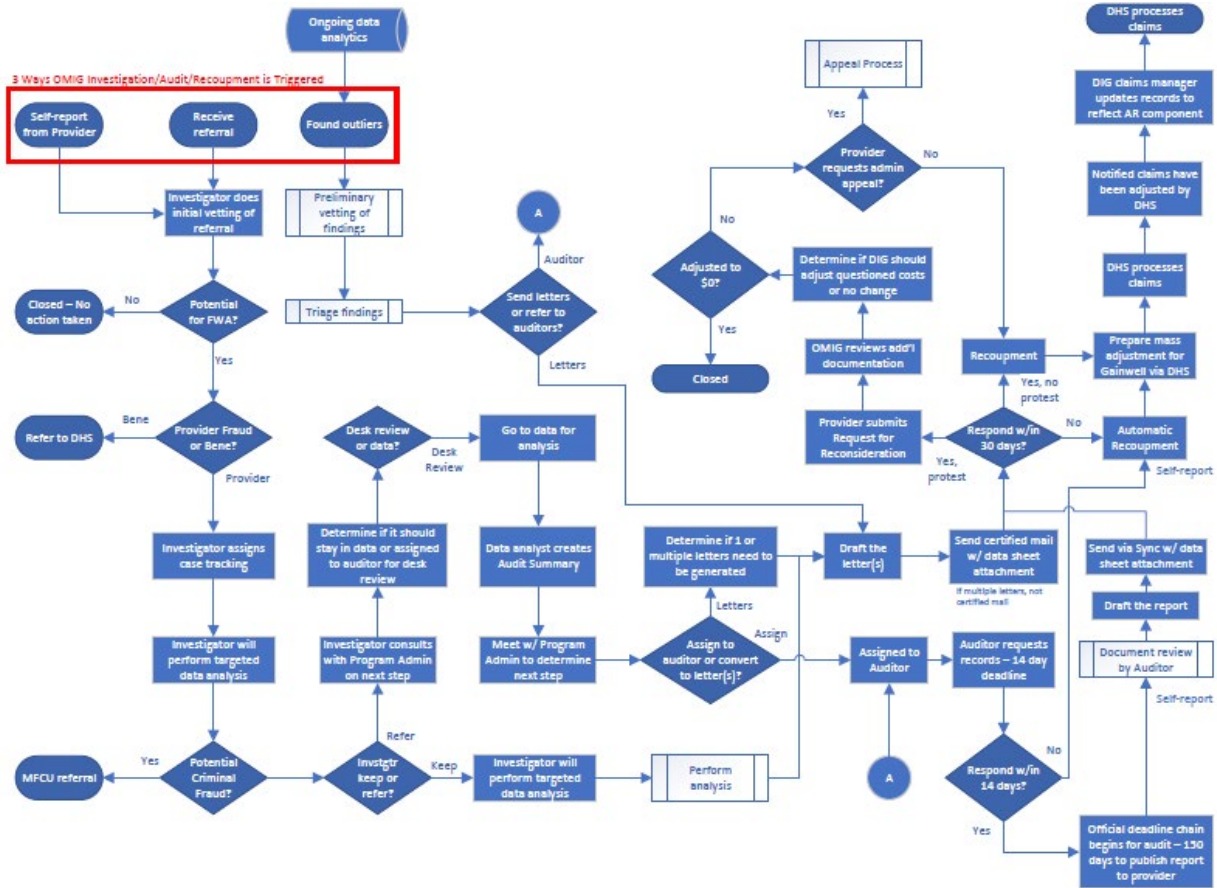 Ongoing data
analytics
3 Ways OMIG Investigation/Audit/Recoupment is Triggered
Self-report
from Provider
Receive
referral
Found outliers
Investigator does
initial vetting of
referral
Preliminary
vetting of
findings
Closed – No
action taken
No
Potential
for FWA?
Yes
Triage findings
Send letters
or refer to
auditors?
Auditor
A
Letters
Refer to DHS
Bene
Provider Fraud
or Bene?
Provider
Investigator assigns
case tracking
Investigator will
perform targeted
data analysis
MFCU referral
Yes
Potential
Criminal
Fraud?
Invstgtr
keep or
refer?
Refer
Keep
Investigator consults
with Program Admin
on next step
Determine if it should
stay in data or assigned
to auditor for desk
review
Desk review
or data?
Desk
Review
Go to data for
analysis
Data analyst creates
Audit Summary
Meet w/ Program
Admin to determine
next step
Investigator will
perform targeted
data analysis
Perform
analysis
Assign to
auditor or convert
to letter(s)?
Letters
Assign
Determine if 1 or
multiple letters need to
be generated
Draft the
letter(s)
Send certified mail
w/ data sheet
attachment
If multiple letters, not
certified mail
Assigned to
Auditor
A
Auditor requests
records – 14 day
deadline
Respond w/in
14 days?
No
Yes
Official deadline chain
begins for audit – 150
days to publish report
to provider
Self-report
Document review
by Auditor
Draft the report
Send via Sync w/ data
sheet attachment
Respond w/in
30 days?
Yes, no
protest
No
Yes,
protest
Automatic
Recoupment
Self-report
Provider submits
Request for
Reconsideration
OMIG reviews add'l
documentation
Determine if DIG should
adjust questioned costs
or no change
Adjusted to
$0?
No
Yes
Closed
Provider
requests admin
appeal?
Yes
No
Appeal Process
Recoupment
Prepare mass
adjustment for
Gainwell via DHS
DHS processes
claims
Notified claims have
been adjusted by
DHS
DIG claims manager
updates records to
reflect AR component
DHS processes
claims